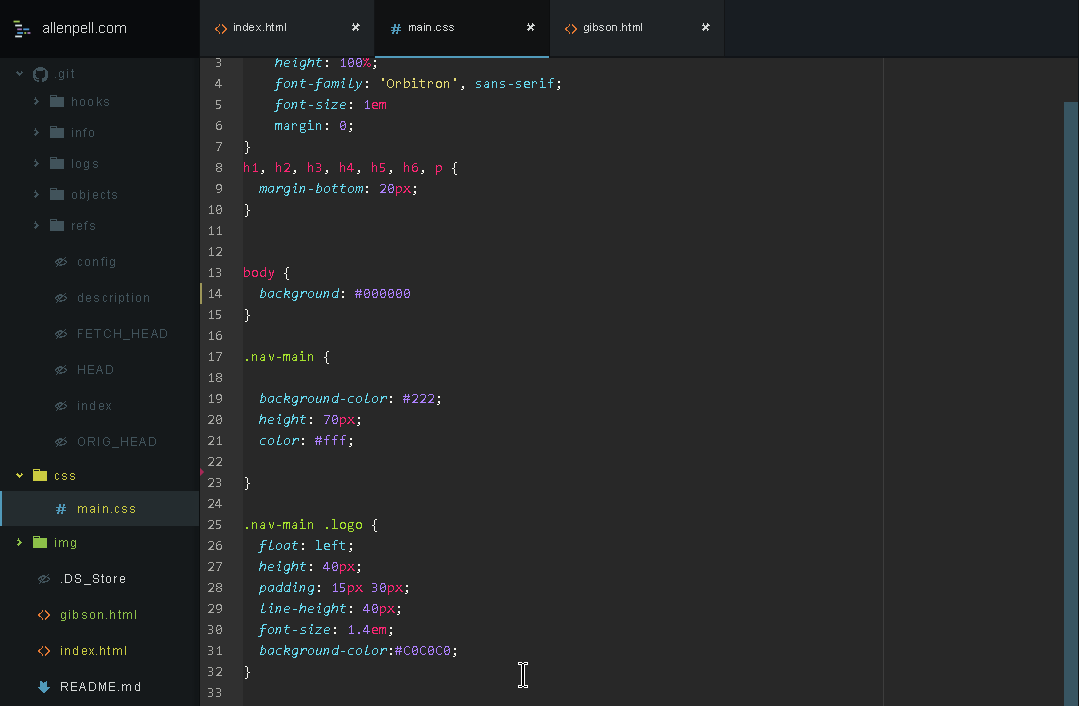 allenpell.com
index.html
main.css
gibson.html
.git
hooks
info
logs
objects
refs
config
description
FETCH_HEAD
HEAD
index
ORIG_HEAD
css
# main.css
img
.DS_Store
gibson.html
index.html
README.md
3 height: 100%;
4 font-family: 'Orbitron', sans-serif;
5 font-size: 1em
6 margin: 0;
7 }
8 h1, h2, h3, h4, h5, h6, p {
9 margin-bottom: 20px;
10 }
11
12
13 body {
14 background: #000000
15 }
16
17 .nav-main {
18
19 background-color: #222;
20 height: 70px;
21 color: #fff;
22
23 }
24
25 .nav-main .logo {
26 float: left;
27 height: 40px;
28 padding: 15px 30px;
29 line-height: 40px;
30 font-size: 1.4em;
31 background-color:#C0C0C0;
32 }
33